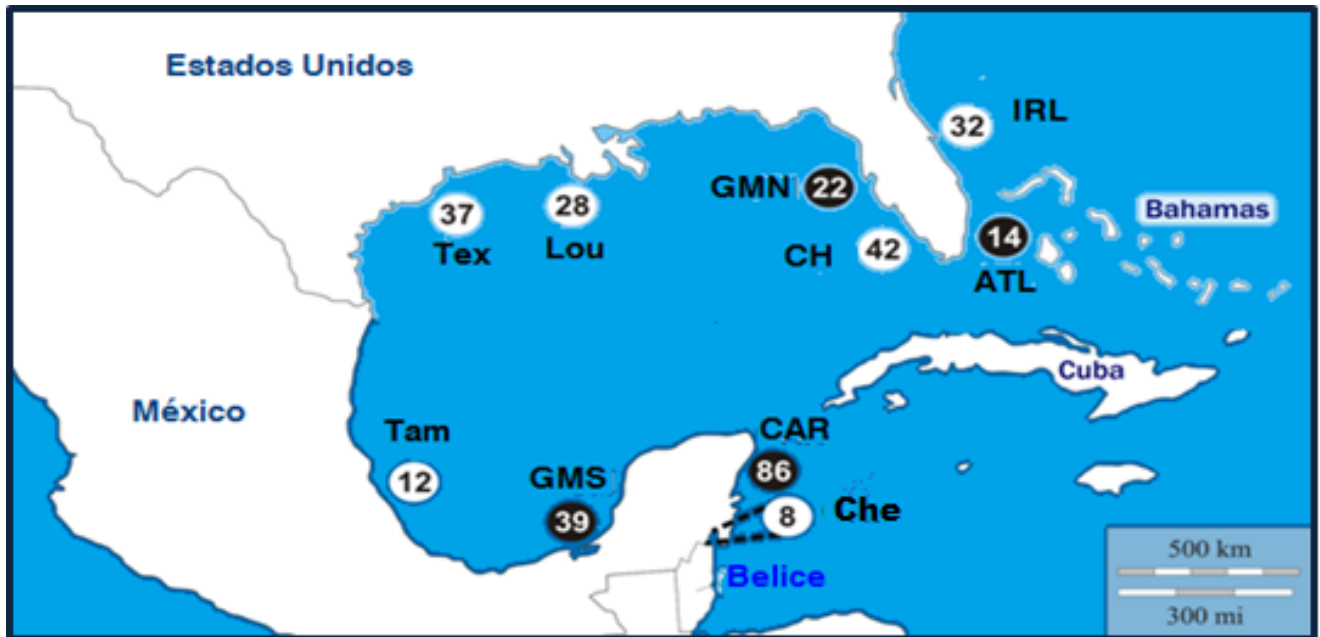 Estados Unidos
32 IRL
GMN 22
37
28
Bahamas
Tex
Lou
CH 42
14
ATL
Cuba
México
Tam
CAR
12
GMS
86
39
8 Che
500 km
Belice
300 mi